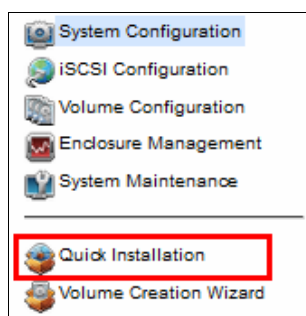 System Configuration
iSCSI Configuration
Volume Configuration
Enclosure Management
System Maintenance
Quick Installation
Volume Creation Wizard